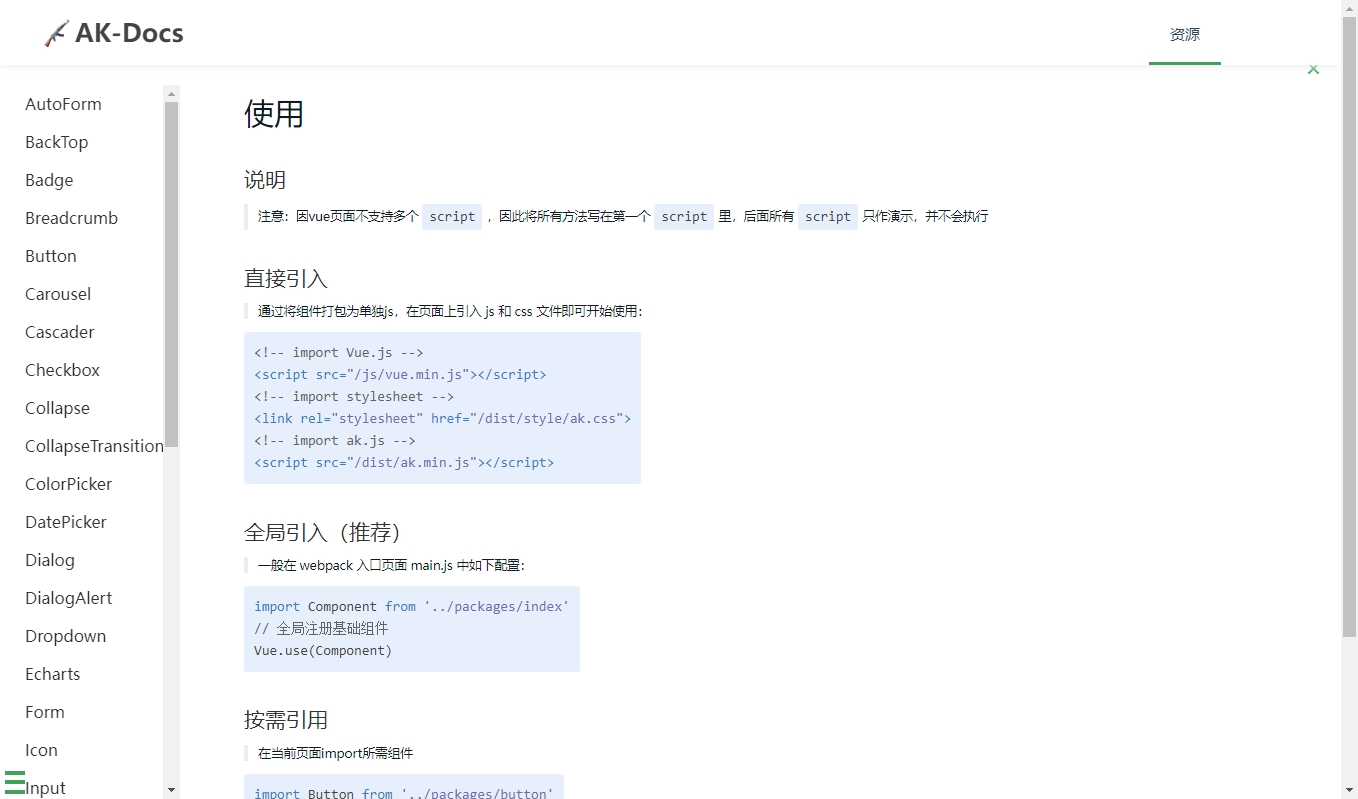 AK-Docs
资源
×
AutoForm
BackTop
Badge
Breadcrumb
Button
Carousel
Cascader
Checkbox
Collapse
CollapseTransition
ColorPicker
DatePicker
Dialog
DialogAlert
Dropdown
Echarts
Form
Icon
Input
使用
说明
注意：因vue页面不支持多个 script ，因此将所有方法写在第一个 script 里，后面所有 script 只作演示，并不会执行
直接引入
通过将组件打包为单独js，在页面上引入 js 和 css 文件即可开始使用：
<!-- import Vue.js -->
<script src="/js/vue.min.js"></script>
<!-- import stylesheet -->
<link rel="stylesheet" href="/dist/style/ak.css">
<!-- import ak.js -->
<script src="/dist/ak.min.js"></script>
全局引入（推荐）
一般在 webpack 入口页面 main.js 中如下配置：
import Component from '../packages/index'
// 全局注册基础组件
Vue.use(Component)
按需引用
在当前页面import所需组件
import Button from '../packages/button'